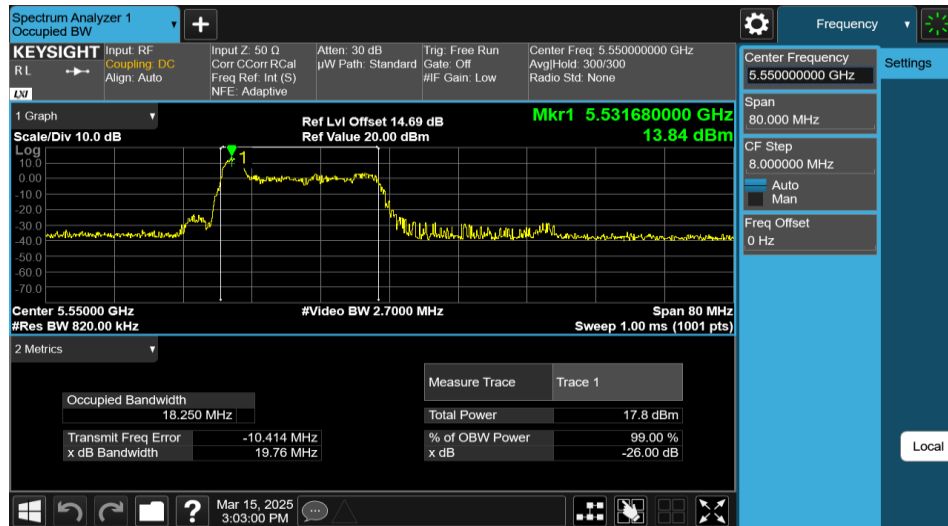 Spectrum Analyzer 1
Occupied BW
+
Frequency
KEYSIGHT
R L
LXI
Input: RF
Coupling: DC
Align: Auto
Input Z: 50 Ω
Corr CCorr RCal
Freq Ref: Int (S)
NFE: Adaptive
Atten: 30 dB
µW Path: Standard
Trig: Free Run
Gate: Off
#IF Gain: Low
Center Freq: 5.550000000 GHz
Avg|Hold: 300/300
Radio Std: None
Center Frequency
5.550000000 GHz
Settings
Span
80.000 MHz
CF Step
8.000000 MHz
Auto
Man
Freq Offset
0 Hz
Local
1 Graph
Scale/Div 10.0 dB
Ref Lvl Offset 14.69 dB
Ref Value 20.00 dBm
Mkr1 5.531680000 GHz
13.84 dBm
Log
1
10.0
0.00
-10.0
-20.0
-30.0
-40.0
-50.0
-60.0
-70.0
Center 5.55000 GHz
#Video BW 2.7000 MHz
Span 80 MHz
#Res BW 820.00 kHz
Sweep 1.00 ms (1001 pts)
2 Metrics
Measure Trace
Trace 1
Occupied Bandwidth
18.250 MHz
Total Power
17.8 dBm
Transmit Freq Error
-10.414 MHz
% of OBW Power
99.00 %
x dB Bandwidth
19.76 MHz
x dB
-26.00 dB
?
Mar 15, 2025
3:03:00 PM